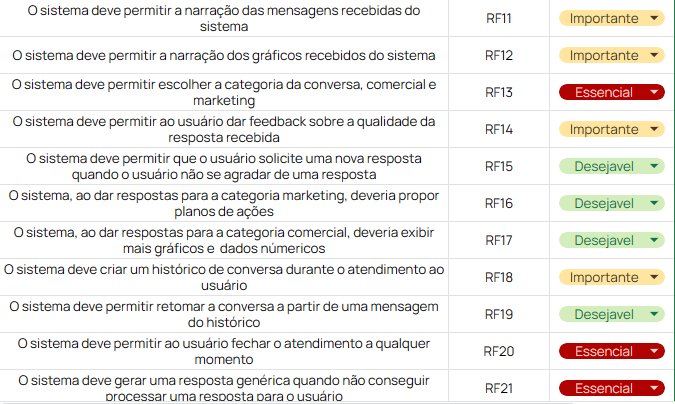 O sistema deve permitir a narração das mensagens recebidas do
sistema
RF11
Importante
O sistema deve permitir a narração dos gráficos recebidos do sistema
RF12
Importante
O sistema deve permitir escolher a categoria da conversa, comercial e
marketing
RF13
Essencial
O sistema deve permitir ao usuário dar feedback sobre a qualidade da
resposta recebida
RF14
Importante
O sistema deve permitir que o usuário solicite uma nova resposta
quando o usuário não se agradar de uma resposta
RF15
Desejavel
O sistema, ao dar respostas para a categoria marketing, deveria propor
planos de ações
RF16
Desejavel
O sistema, ao dar respostas para a categoria comercial, deveria exibir
mais gráficos e dados númericos
RF17
Desejavel
O sistema deve criar um histórico de conversa durante o atendimento ao
usuário
RF18
Importante
O sistema deve permitir retomar a conversa a partir de uma mensagem
do histórico
RF19
Desejavel
O sistema deve permitir ao usuário fechar o atendimento a qualquer
momento
RF20
Essencial
O sistema deve gerar uma resposta genérica quando não conseguir
processar uma resposta para o usuário
RF21
Essencial